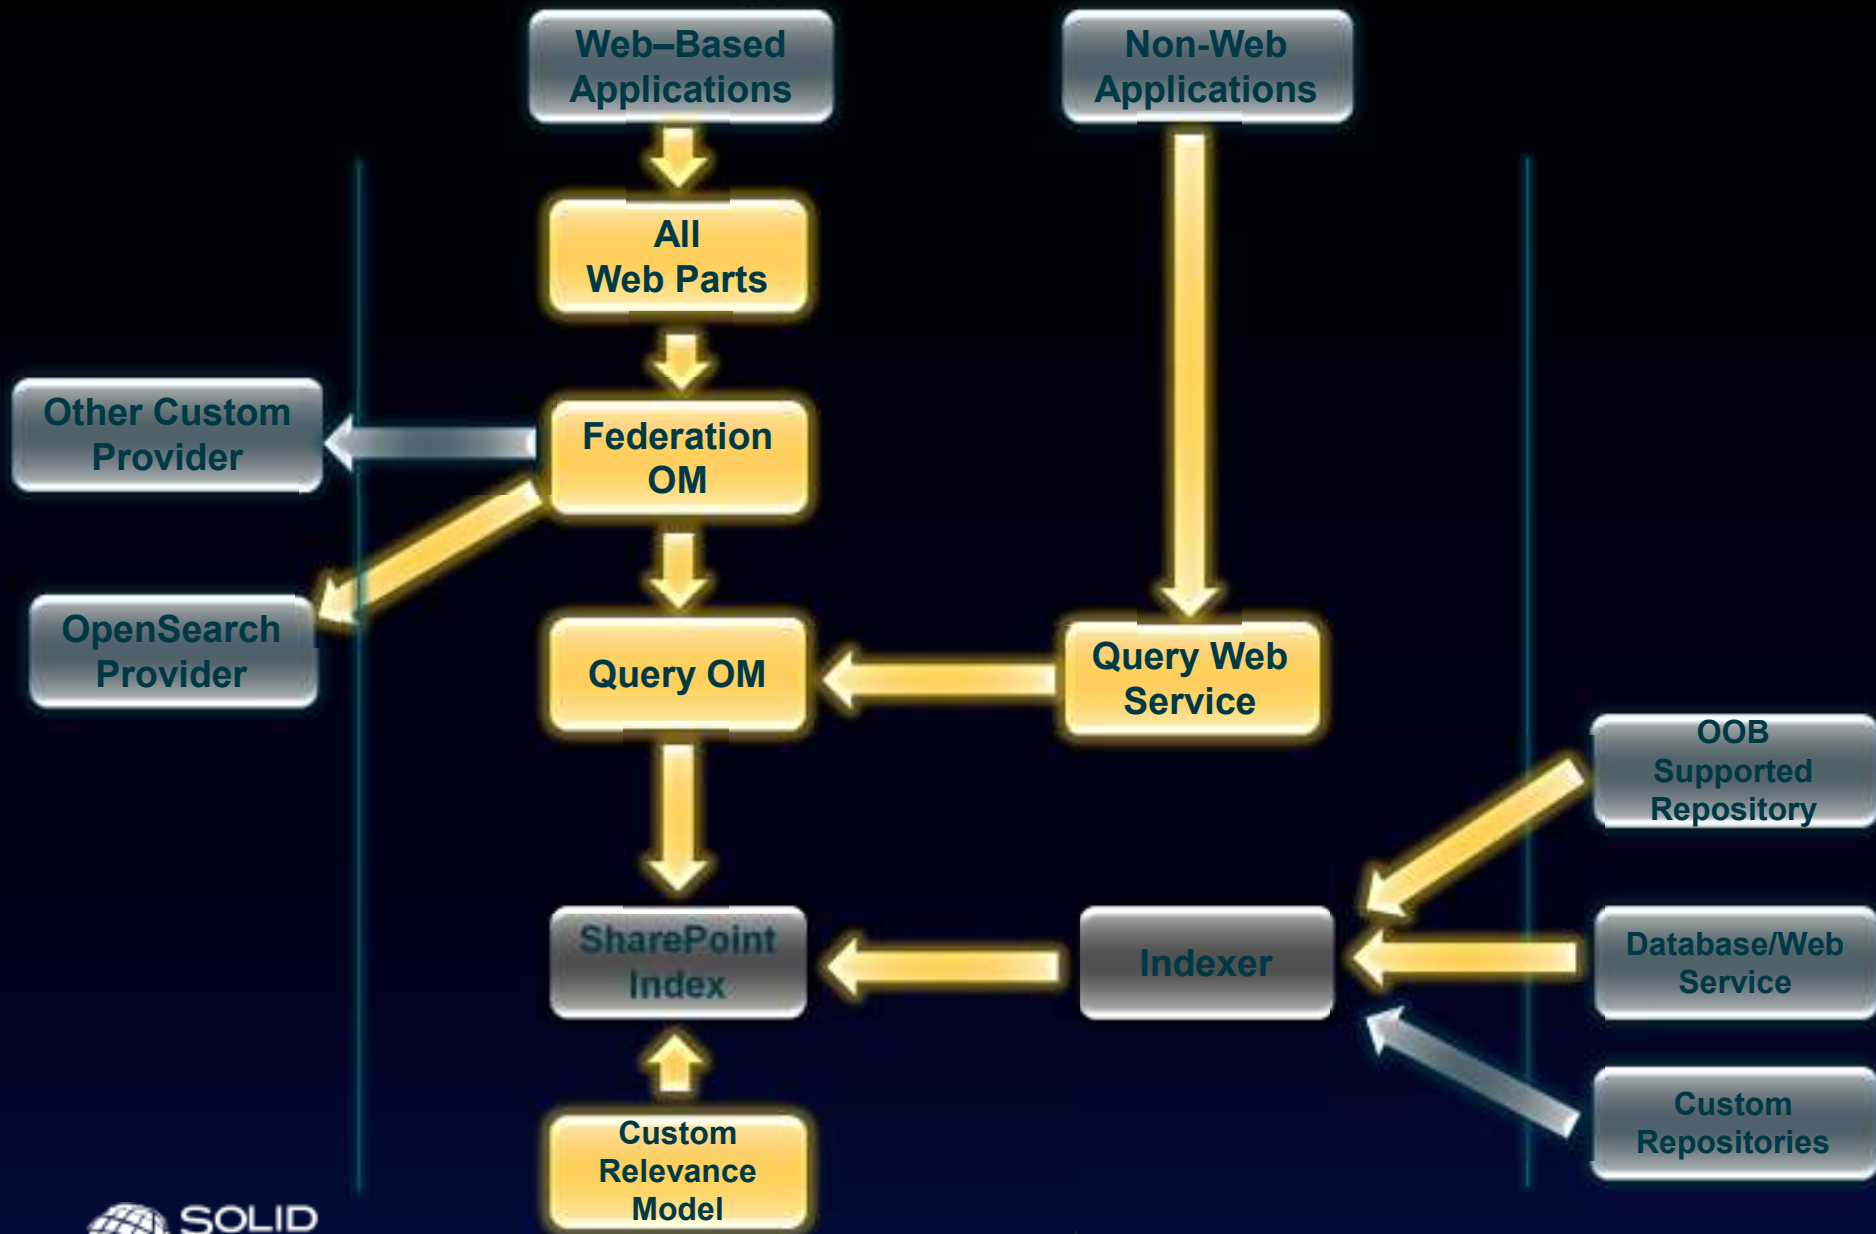 Web–Based
Applications
Non-Web
Applications
All
Web Parts
Other Custom
Provider
Federation
OM
OpenSearch
Provider
Query OM
Query Web
Service
OOB
Supported
Repository
SharePoint
Index
Indexer
Database/Web
Service
Custom
Relevance
Model
Custom
Repositories
SOLID